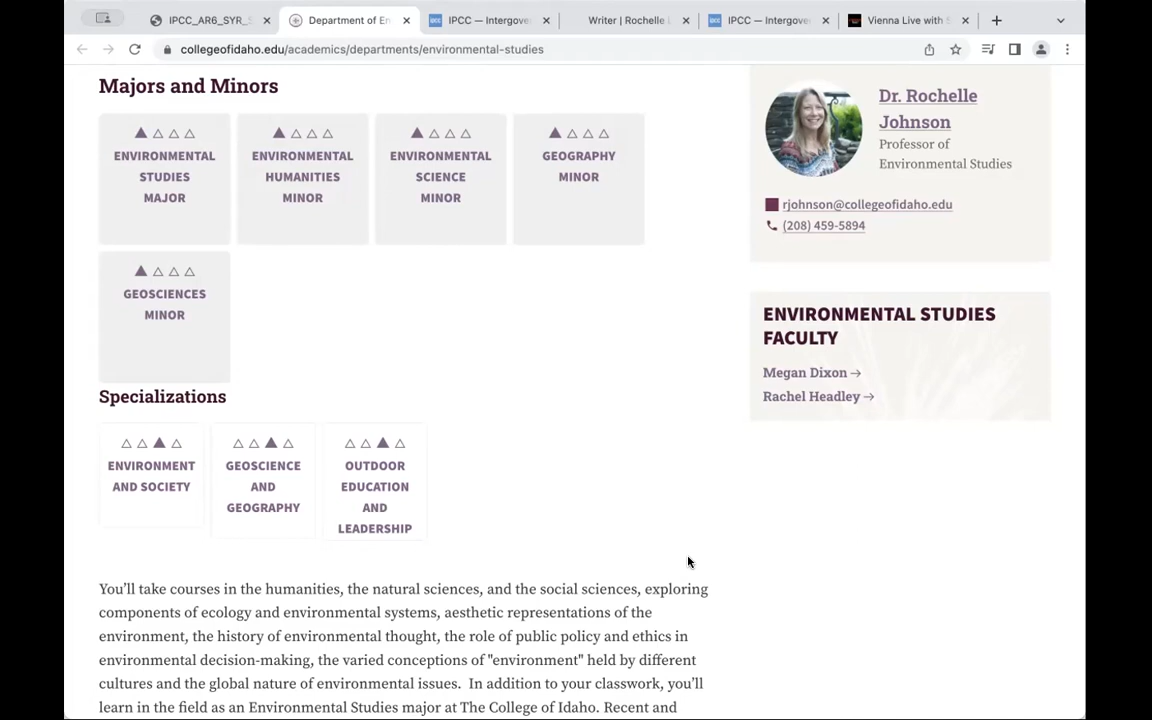 IPCC_AR6_SYR_S
Department of En
IPCC — Intergover
Writer | Rochelle
IPCC — Intergover
Vienna Live with S
collegeofidaho.edu/academics/departments/environmental-studies
Majors and Minors
ENVIRONMENTAL
STUDIES
MAJOR
ENVIRONMENTAL
HUMANITIES
MINOR
ENVIRONMENTAL
SCIENCE
MINOR
GEOGRAPHY
MINOR
GEOSCIENCES
MINOR
Specializations
ENVIRONMENT
AND SOCIETY
GEOSCIENCE
AND
GEOGRAPHY
OUTDOOR
EDUCATION
AND
LEADERSHIP
You’ll take courses in the humanities, the natural sciences, and the social sciences, exploring
components of ecology and environmental systems, aesthetic representations of the
environment, the history of environmental thought, the role of public policy and ethics in
environmental decision-making, the varied conceptions of "environment" held by different
cultures and the global nature of environmental issues.  In addition to your classwork, you’ll
learn in the field as an Environmental Studies major at The College of Idaho. Recent and
Dr. Rochelle
Johnson
Professor of
Environmental Studies
rjohnson@collegeofidaho.edu
(208) 459-5894
ENVIRONMENTAL STUDIES
FACULTY
Megan Dixon
Rachel Headley